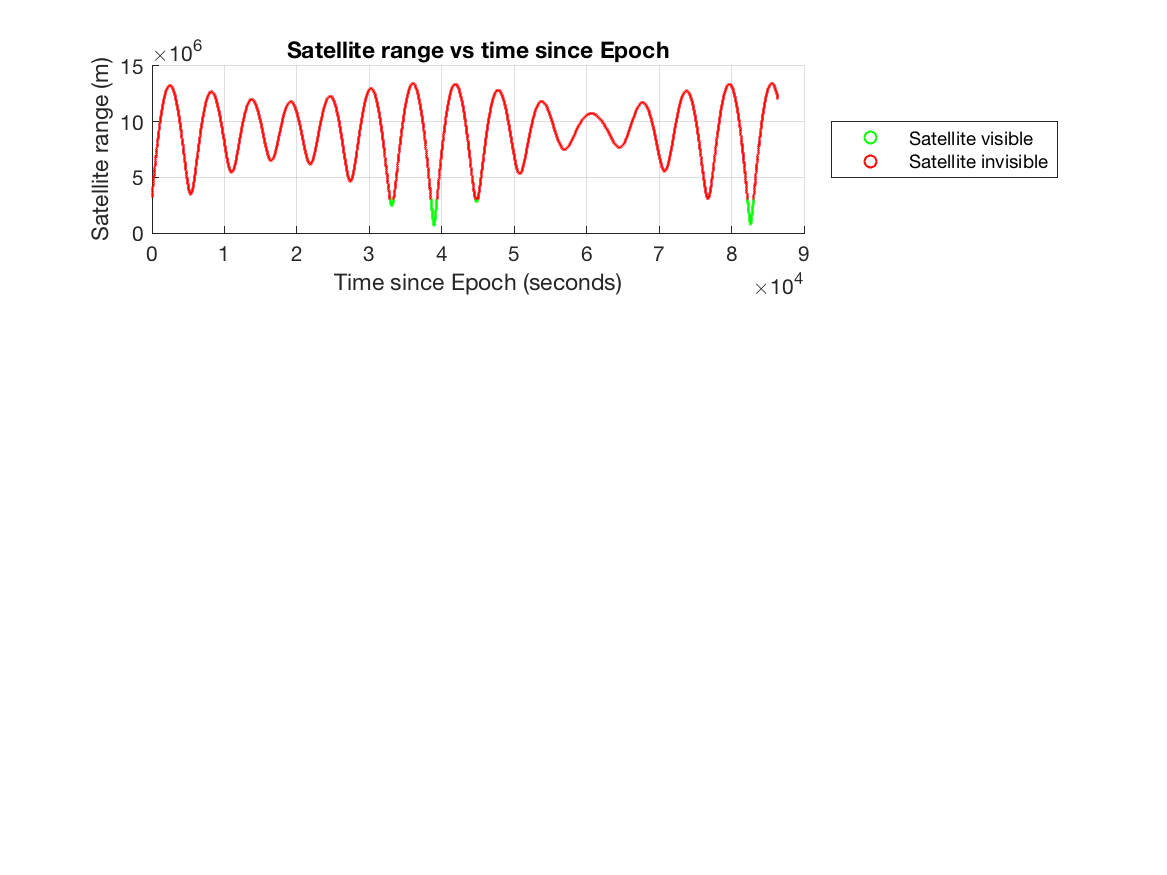 Satellite range vs time since Epoch
×10⁶
15
10
5
0
Satellite range (m)
0 1 2 3 4 5 6 7 8 9
Time since Epoch (seconds)
×10⁴
Satellite visible
Satellite invisible